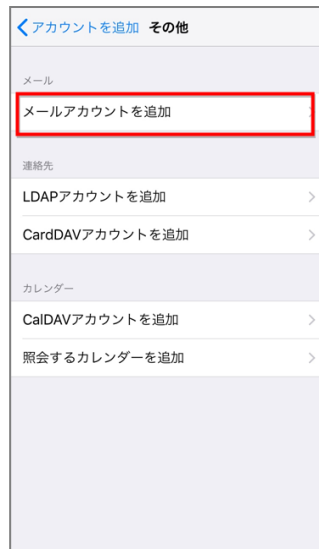 アカウントを追加 その他
メール
メールアカウントを追加
連絡先
LDAPアカウントを追加
CardDAVアカウントを追加
カレンダー
CalDAVアカウントを追加
照会するカレンダーを追加